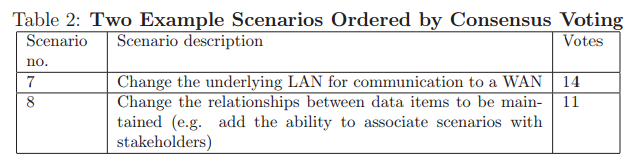 Table 2: Two Example Scenarios Ordered by Consensus Voting
Scenario no. Scenario description Votes
7 Change the underlying LAN for communication to a WAN 14
8 Change the relationships between data items to be main- 11
tained (e.g. add the ability to associate scenarios with
stakeholders)